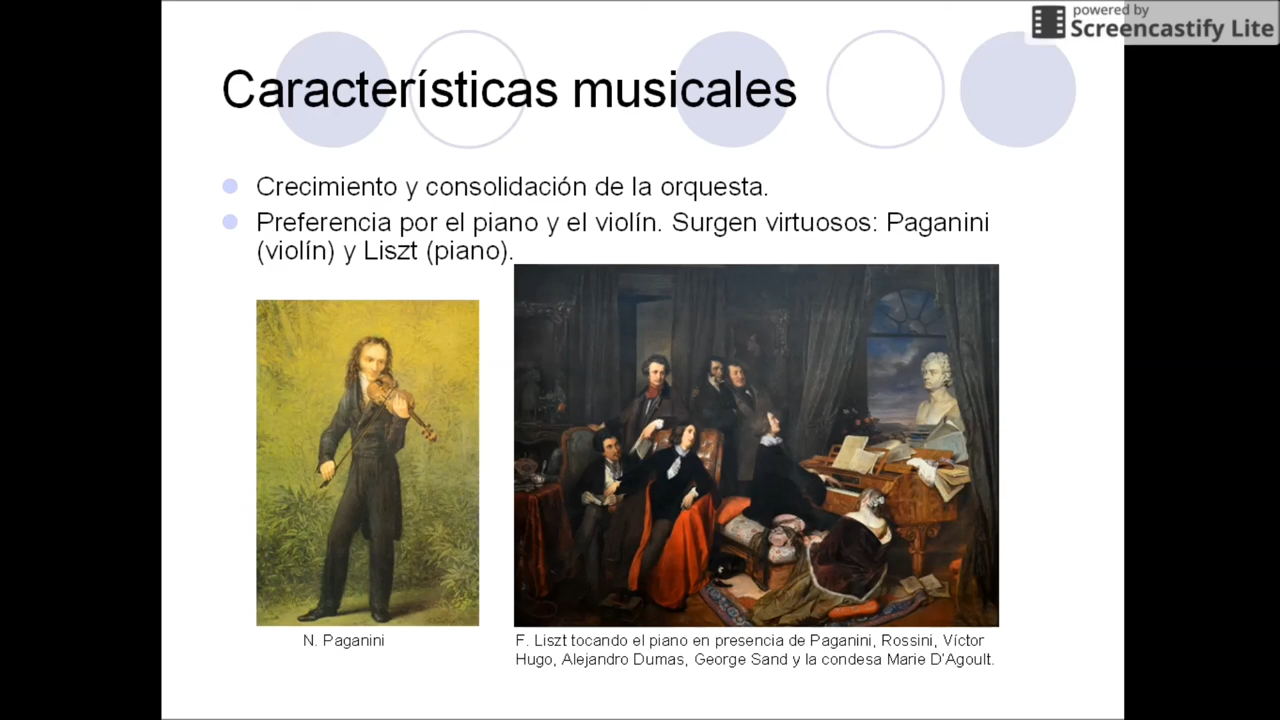 powered by
Screencastify Lite
Características musicales
Crecimiento y consolidación de la orquesta.
Preferencia por el piano y el violín. Surgen virtuosos: Paganini
(violín) y Liszt (piano).
N. Paganini
F. Liszt tocando el piano en presencia de Paganini, Rossini, Víctor
Hugo, Alejandro Dumas, George Sand y la condesa Marie D'Agoult.